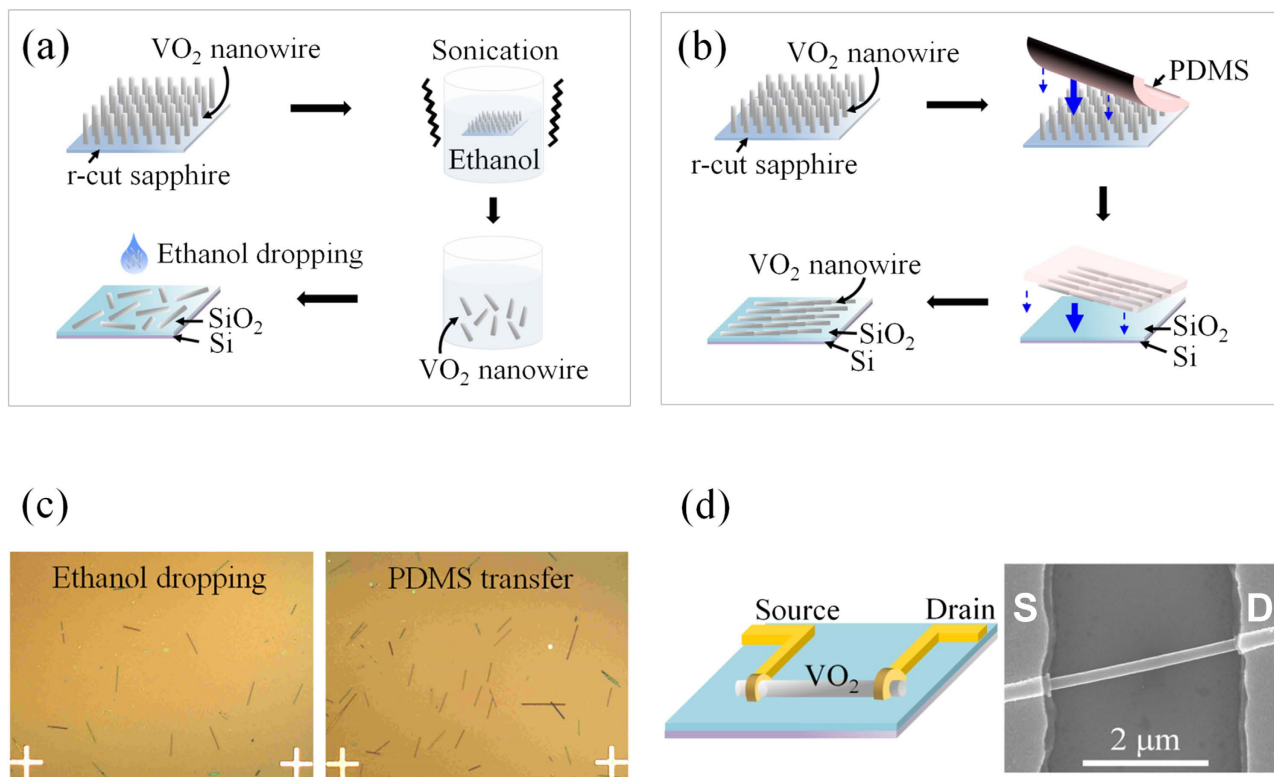 (a)
VO₂ nanowire
r-cut sapphire
Sonication
Ethanol
Ethanol dropping
SiO₂
Si
VO₂ nanowire
(b)
VO₂ nanowire
r-cut sapphire
PDMS
VO₂ nanowire
SiO₂
Si
SiO₂
Si
(c)
Ethanol dropping
PDMS transfer
(d)
Source
Drain
VO₂
S
D
2 μm